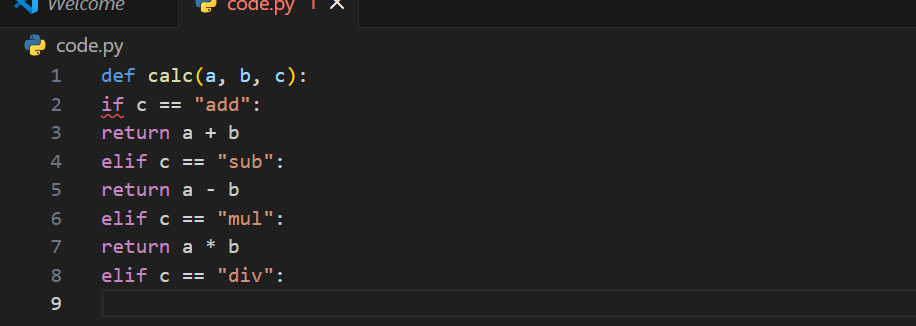 Welcome
code.py 1
code.py
1 def calc(a, b, c):
2 if c == "add":
3 return a + b
4 elif c == "sub":
5 return a - b
6 elif c == "mul":
7 return a * b
8 elif c == "div":
9